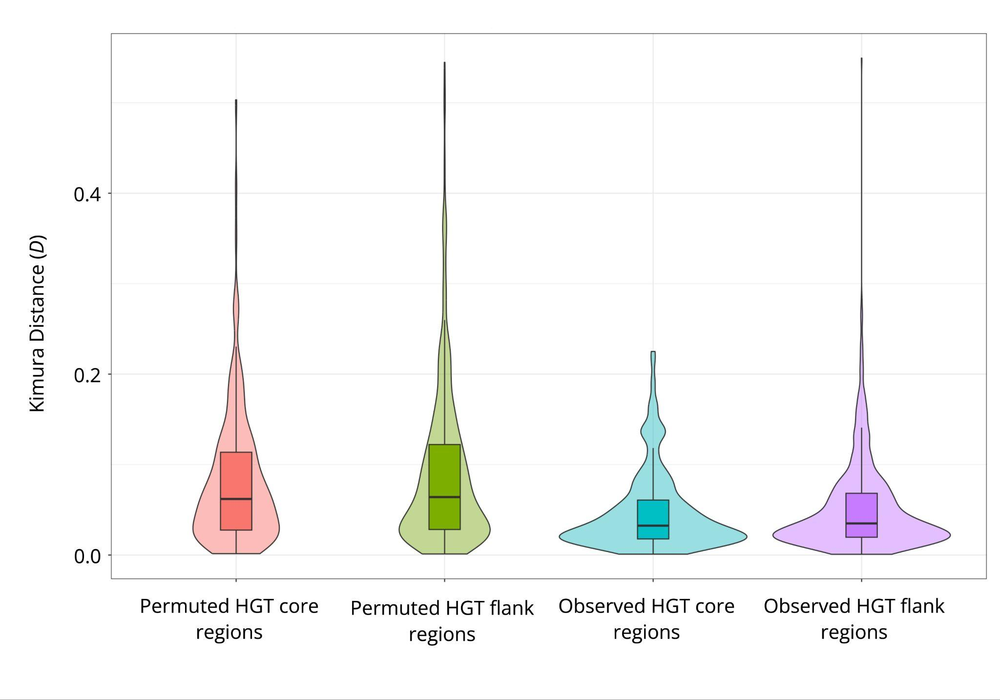 Kimura Distance (D)
0.4
0.2
0.0
Permuted HGT core
regions
Permuted HGT flank
regions
Observed HGT core
regions
Observed HGT flank
regions